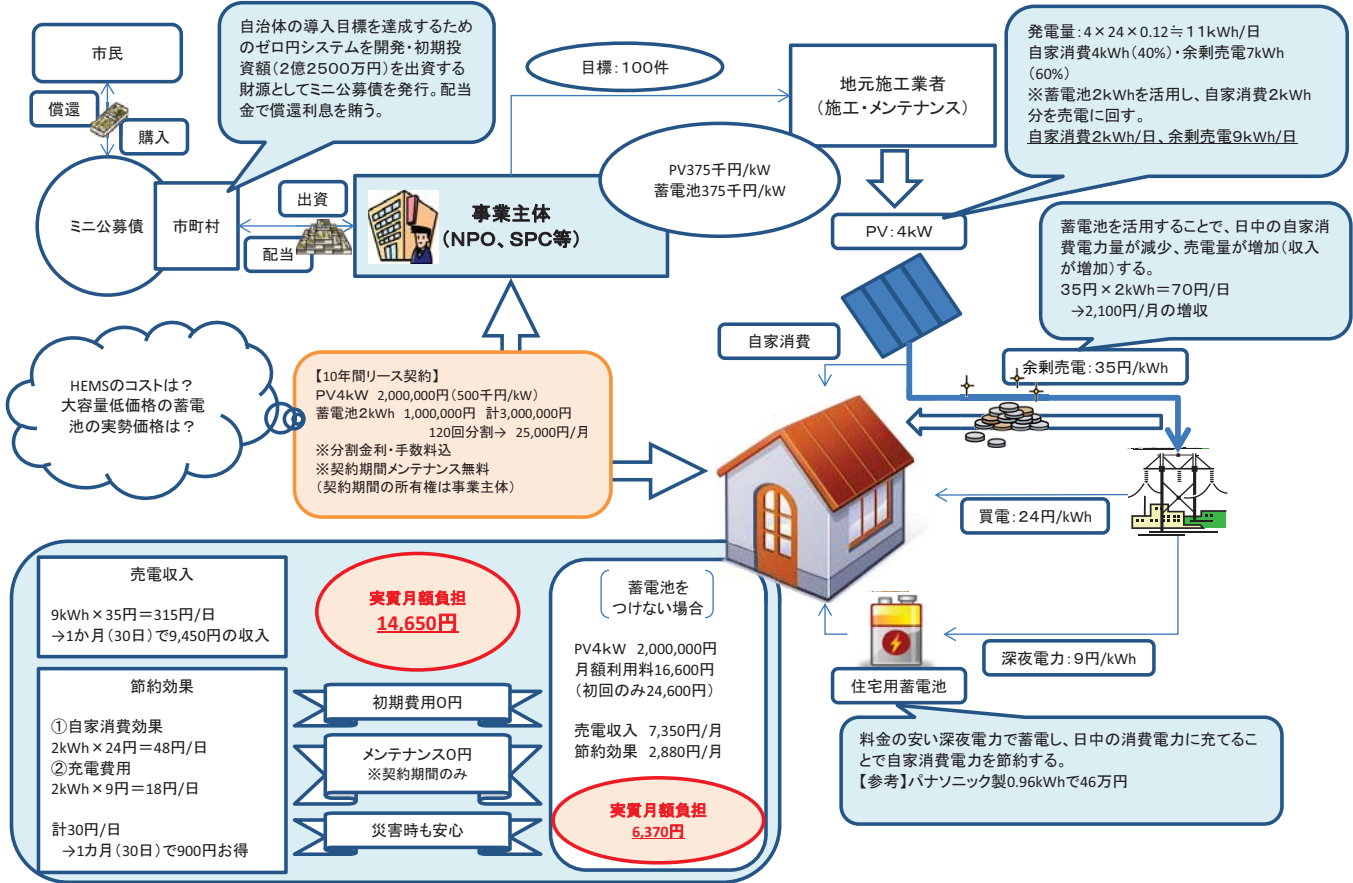 市民
償還
購入
自治体の導入目標を達成するため
のゼロ円システムを開発・初期投
資額（2億2500万円）を出資する
財源としてミニ公募債を発行。配当
金で償還利息を賄う。
ミニ公募債
市町村
出資
配当
事業主体
（NPO、SPC等）
目標：100件
地元施工業者
（施工・メンテナンス）
PV375千円/kW
蓄電池375千円/kW
発電量：4×24×0.12≒11kWh/日
自家消費4kWh（40%）・余剰売電7kWh
（60%）
※蓄電池2kWhを活用し、自家消費2kWh
分を売電に回す。
自家消費2kWh/日、余剰売電9kWh/日
PV：4kW
蓄電池を活用することで、日中の自家消
費電力量が減少、売電量が増加（収入
が増加）する。
35円×2kWh＝70円/日
→2,100円/月の増収
自家消費
余剰売電：35円/kWh
HEMSのコストは？
大容量低価格の蓄電
池の実勢価格は？
【10年間リース契約】
PV4kW 2,000,000円（500千円/kW）
蓄電池2kWh 1,000,000円 計3,000,000円
120回分割→ 25,000円/月
※分割金利・手数料込
※契約期間メンテナンス無料
（契約期間の所有権は事業主体）
買電：24円/kWh
深夜電力：9円/kWh
住宅用蓄電池
料金の安い深夜電力で蓄電し、日中の消費電力に充てるこ
とで自家消費電力を節約する。
【参考】パナソニック製0.96kWhで46万円
売電収入
9kWh×35円＝315円/日
→1か月（30日）で9,450円の収入
節約効果
①自家消費効果
2kWh×24円＝48円/日
②充電費用
2kWh×9円＝18円/日
計30円/日
→1カ月（30日）で900円お得
実質月額負担
14,650円
初期費用0円
メンテナンス0円
※契約期間のみ
災害時も安心
蓄電池を
つけない場合
PV4kW 2,000,000円
月額利用料16,600円
（初回のみ24,600円）
売電収入 7,350円/月
節約効果 2,880円/月
実質月額負担
6,370円